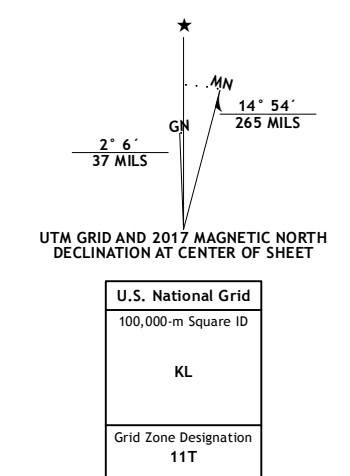 ★
MN
GN
14° 54´
265 MILS
2° 6´
37 MILS
UTM GRID AND 2017 MAGNETIC NORTH
DECLINATION AT CENTER OF SHEET
U.S. National Grid
100,000-m Square ID
KL
Grid Zone Designation
11T